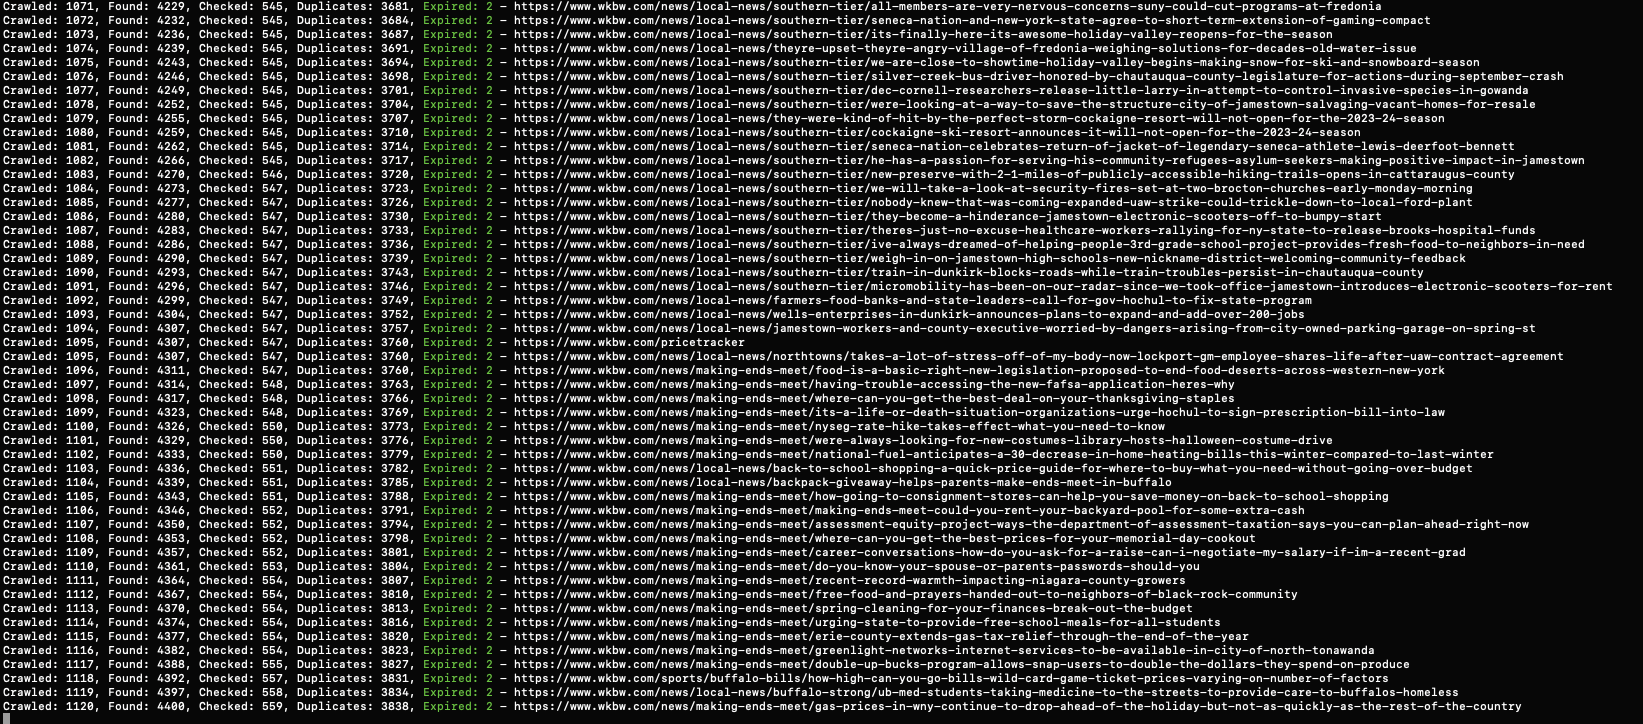 Crawled: 1071, Found: 4229, Checked: 545, Duplicates: 3681, Expired: 2 - https://www.wkbw.com/news/local-news/southern-tier/all-members-are-very-nervous-concerns-suny-could-cut-programs-at-fredonia
Crawled: 1072, Found: 4232, Checked: 545, Duplicates: 3684, Expired: 2 - https://www.wkbw.com/news/local-news/southern-tier/seneca-nation-and-new-york-state-agree-to-short-term-extension-of-gaming-compact
Crawled: 1073, Found: 4236, Checked: 545, Duplicates: 3687, Expired: 2 - https://www.wkbw.com/news/local-news/southern-tier/its-finally-here-its-awesome-holiday-valley-reopens-for-the-season
Crawled: 1074, Found: 4239, Checked: 545, Duplicates: 3691, Expired: 2 - https://www.wkbw.com/news/local-news/southern-tier/theyre-upset-theyre-angry-village-of-fredonia-weighing-solutions-for-decades-old-water-issue
Crawled: 1075, Found: 4243, Checked: 545, Duplicates: 3694, Expired: 2 - https://www.wkbw.com/news/local-news/southern-tier/we-are-close-to-showtime-holiday-valley-begins-making-snow-for-ski-and-snowboard-season
Crawled: 1076, Found: 4246, Checked: 545, Duplicates: 3698, Expired: 2 - https://www.wkbw.com/news/local-news/southern-tier/silver-creek-bus-driver-honored-by-chautauqua-county-legislature-for-actions-during-september-crash
Crawled: 1077, Found: 4249, Checked: 545, Duplicates: 3701, Expired: 2 - https://www.wkbw.com/news/local-news/southern-tier/dec-cornell-researchers-release-little-larry-in-attempt-to-control-invasive-species-in-gowanda
Crawled: 1078, Found: 4252, Checked: 545, Duplicates: 3704, Expired: 2 - https://www.wkbw.com/news/local-news/southern-tier/were-looking-at-a-way-to-save-the-structure-city-of-jamestown-salvaging-vacant-homes-for-resale
Crawled: 1079, Found: 4255, Checked: 545, Duplicates: 3707, Expired: 2 - https://www.wkbw.com/news/local-news/southern-tier/they-were-kind-of-hit-by-the-perfect-storm-cockaigne-resort-will-not-open-for-the-2023-24-season
Crawled: 1080, Found: 4259, Checked: 545, Duplicates: 3710, Expired: 2 - https://www.wkbw.com/news/local-news/southern-tier/cockaigne-ski-resort-announces-it-will-not-open-for-the-2023-24-season
Crawled: 1081, Found: 4262, Checked: 545, Duplicates: 3714, Expired: 2 - https://www.wkbw.com/news/local-news/southern-tier/seneca-nation-celebrates-return-of-jacket-of-legendary-seneca-athlete-lewis-deerfoot-bennett
Crawled: 1082, Found: 4266, Checked: 545, Duplicates: 3717, Expired: 2 - https://www.wkbw.com/news/local-news/southern-tier/he-has-a-passion-for-serving-his-community-refugees-asylum-seekers-making-positive-impact-in-jamestown
Crawled: 1083, Found: 4270, Checked: 546, Duplicates: 3720, Expired: 2 - https://www.wkbw.com/news/local-news/southern-tier/new-preserve-with-2-1-miles-of-publicly-accessible-hiking-trails-opens-in-cattaraugus-county
Crawled: 1084, Found: 4273, Checked: 547, Duplicates: 3723, Expired: 2 - https://www.wkbw.com/news/local-news/southern-tier/we-will-take-a-look-at-security-fires-set-at-two-brocton-churches-early-monday-morning
Crawled: 1085, Found: 4277, Checked: 547, Duplicates: 3726, Expired: 2 - https://www.wkbw.com/news/local-news/southern-tier/nobody-knew-that-was-coming-expanded-uaw-strike-could-trickle-down-to-local-ford-plant
Crawled: 1086, Found: 4280, Checked: 547, Duplicates: 3730, Expired: 2 - https://www.wkbw.com/news/local-news/southern-tier/they-become-a-hinderance-jamestown-electronic-scooters-off-to-bumpy-start
Crawled: 1087, Found: 4283, Checked: 547, Duplicates: 3733, Expired: 2 - https://www.wkbw.com/news/local-news/southern-tier/theres-just-no-excuse-healthcare-workers-rallying-for-ny-state-to-release-brooks-hospital-funds
Crawled: 1088, Found: 4286, Checked: 547, Duplicates: 3736, Expired: 2 - https://www.wkbw.com/news/local-news/southern-tier/ive-always-dreamed-of-helping-people-3rd-grade-school-project-provides-fresh-food-to-neighbors-in-need
Crawled: 1089, Found: 4290, Checked: 547, Duplicates: 3739, Expired: 2 - https://www.wkbw.com/news/local-news/southern-tier/weigh-in-on-jamestown-high-schools-new-nickname-district-welcoming-community-feedback
Crawled: 1090, Found: 4293, Checked: 547, Duplicates: 3743, Expired: 2 - https://www.wkbw.com/news/local-news/southern-tier/train-in-dunkirk-blocks-roads-while-train-troubles-persist-in-chautauqua-county
Crawled: 1091, Found: 4296, Checked: 547, Duplicates: 3746, Expired: 2 - https://www.wkbw.com/news/local-news/southern-tier/micromobility-has-been-on-our-radar-since-we-took-office-jamestown-introduces-electronic-scooters-for-rent
Crawled: 1092, Found: 4299, Checked: 547, Duplicates: 3749, Expired: 2 - https://www.wkbw.com/news/local-news/farmers-food-banks-and-state-leaders-call-for-gov-hochul-to-fix-state-program
Crawled: 1093, Found: 4304, Checked: 547, Duplicates: 3752, Expired: 2 - https://www.wkbw.com/news/local-news/wells-enterprises-in-dunkirk-announces-plans-to-expand-and-add-over-200-jobs
Crawled: 1094, Found: 4307, Checked: 547, Duplicates: 3757, Expired: 2 - https://www.wkbw.com/news/local-news/jamestown-workers-and-county-executive-worried-by-dangers-arising-from-city-owned-parking-garage-on-spring-st
Crawled: 1095, Found: 4307, Checked: 547, Duplicates: 3760, Expired: 2 - https://www.wkbw.com/pricetracker
Crawled: 1095, Found: 4307, Checked: 547, Duplicates: 3760, Expired: 2 - https://www.wkbw.com/news/local-news/northtowns/takes-a-lot-of-stress-off-of-my-body-now-lockport-gm-employee-shares-life-after-uaw-contract-agreement
Crawled: 1096, Found: 4311, Checked: 547, Duplicates: 3760, Expired: 2 - https://www.wkbw.com/news/making-ends-meet/food-is-a-basic-right-new-legislation-proposed-to-end-food-deserts-across-western-new-york
Crawled: 1097, Found: 4314, Checked: 548, Duplicates: 3763, Expired: 2 - https://www.wkbw.com/news/making-ends-meet/having-trouble-accessing-the-new-fafsa-application-heres-why
Crawled: 1098, Found: 4317, Checked: 548, Duplicates: 3766, Expired: 2 - https://www.wkbw.com/news/making-ends-meet/where-can-you-get-the-best-deal-on-your-thanksgiving-staples
Crawled: 1099, Found: 4323, Checked: 548, Duplicates: 3769, Expired: 2 - https://www.wkbw.com/news/making-ends-meet/its-a-life-or-death-situation-organizations-urge-hochul-to-sign-prescription-bill-into-law
Crawled: 1100, Found: 4326, Checked: 550, Duplicates: 3773, Expired: 2 - https://www.wkbw.com/news/making-ends-meet/nyseg-rate-hike-takes-effect-what-you-need-to-know
Crawled: 1101, Found: 4329, Checked: 550, Duplicates: 3776, Expired: 2 - https://www.wkbw.com/news/making-ends-meet/were-always-looking-for-new-costumes-library-hosts-halloween-costume-drive
Crawled: 1102, Found: 4333, Checked: 550, Duplicates: 3779, Expired: 2 - https://www.wkbw.com/news/making-ends-meet/national-fuel-anticipates-a-30-decrease-in-home-heating-bills-this-winter-compared-to-last-winter
Crawled: 1103, Found: 4336, Checked: 551, Duplicates: 3782, Expired: 2 - https://www.wkbw.com/news/local-news/back-to-school-shopping-a-quick-price-guide-for-where-to-buy-what-you-need-without-going-over-budget
Crawled: 1104, Found: 4339, Checked: 551, Duplicates: 3785, Expired: 2 - https://www.wkbw.com/news/local-news/backpack-giveaway-helps-parents-make-ends-meet-in-buffalo
Crawled: 1105, Found: 4343, Checked: 551, Duplicates: 3788, Expired: 2 - https://www.wkbw.com/news/making-ends-meet/how-going-to-consignment-stores-can-help-you-save-money-on-back-to-school-shopping
Crawled: 1106, Found: 4346, Checked: 552, Duplicates: 3791, Expired: 2 - https://www.wkbw.com/news/making-ends-meet/making-ends-meet-could-you-rent-your-backyard-pool-for-some-extra-cash
Crawled: 1107, Found: 4350, Checked: 552, Duplicates: 3794, Expired: 2 - https://www.wkbw.com/news/making-ends-meet/assessment-equity-project-ways-the-department-of-assessment-taxation-says-you-can-plan-ahead-right-now
Crawled: 1108, Found: 4353, Checked: 552, Duplicates: 3798, Expired: 2 - https://www.wkbw.com/news/making-ends-meet/where-can-you-get-the-best-prices-for-your-memorial-day-cookout
Crawled: 1109, Found: 4357, Checked: 552, Duplicates: 3801, Expired: 2 - https://www.wkbw.com/news/making-ends-meet/career-conversations-how-do-you-ask-for-a-raise-can-i-negotiate-my-salary-if-im-a-recent-grad
Crawled: 1110, Found: 4361, Checked: 553, Duplicates: 3804, Expired: 2 - https://www.wkbw.com/news/making-ends-meet/do-you-know-your-spouse-or-parents-passwords-should-you
Crawled: 1111, Found: 4364, Checked: 554, Duplicates: 3807, Expired: 2 - https://www.wkbw.com/news/making-ends-meet/recent-record-warmth-impacting-niagara-county-growers
Crawled: 1112, Found: 4367, Checked: 554, Duplicates: 3810, Expired: 2 - https://www.wkbw.com/news/making-ends-meet/free-food-and-prayers-handed-out-to-neighbors-of-black-rock-community
Crawled: 1113, Found: 4370, Checked: 554, Duplicates: 3813, Expired: 2 - https://www.wkbw.com/news/making-ends-meet/spring-cleaning-for-your-finances-break-out-the-budget
Crawled: 1114, Found: 4374, Checked: 554, Duplicates: 3816, Expired: 2 - https://www.wkbw.com/news/making-ends-meet/urging-state-to-provide-free-school-meals-for-all-students
Crawled: 1115, Found: 4377, Checked: 554, Duplicates: 3820, Expired: 2 - https://www.wkbw.com/news/making-ends-meet/erie-county-extends-gas-tax-relief-through-the-end-of-the-year
Crawled: 1116, Found: 4382, Checked: 554, Duplicates: 3823, Expired: 2 - https://www.wkbw.com/news/making-ends-meet/greenlight-networks-internet-services-to-be-available-in-city-of-north-tonawanda
Crawled: 1117, Found: 4388, Checked: 555, Duplicates: 3827, Expired: 2 - https://www.wkbw.com/news/making-ends-meet/double-up-bucks-program-allows-snap-users-to-double-the-dollars-they-spend-on-produce
Crawled: 1118, Found: 4392, Checked: 557, Duplicates: 3831, Expired: 2 - https://www.wkbw.com/sports/buffalo-bills/how-high-can-you-go-bills-wild-card-game-ticket-prices-varying-on-number-of-factors
Crawled: 1119, Found: 4397, Checked: 558, Duplicates: 3834, Expired: 2 - https://www.wkbw.com/news/local-news/buffalo-strong/ub-med-students-taking-medicine-to-the-streets-to-provide-care-to-buffalos-homeless
Crawled: 1120, Found: 4400, Checked: 559, Duplicates: 3838, Expired: 2 - https://www.wkbw.com/news/making-ends-meet/gas-prices-in-wny-continue-to-drop-ahead-of-the-holiday-but-not-as-quickly-as-the-rest-of-the-country